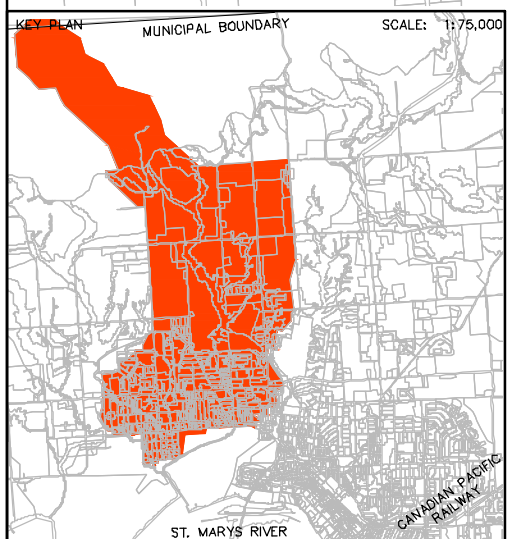 KEY PLAN
MUNICIPAL BOUNDARY
SCALE: 1:75,000
CANADIAN PACIFIC
RAILWAY
ST. MARYS RIVER